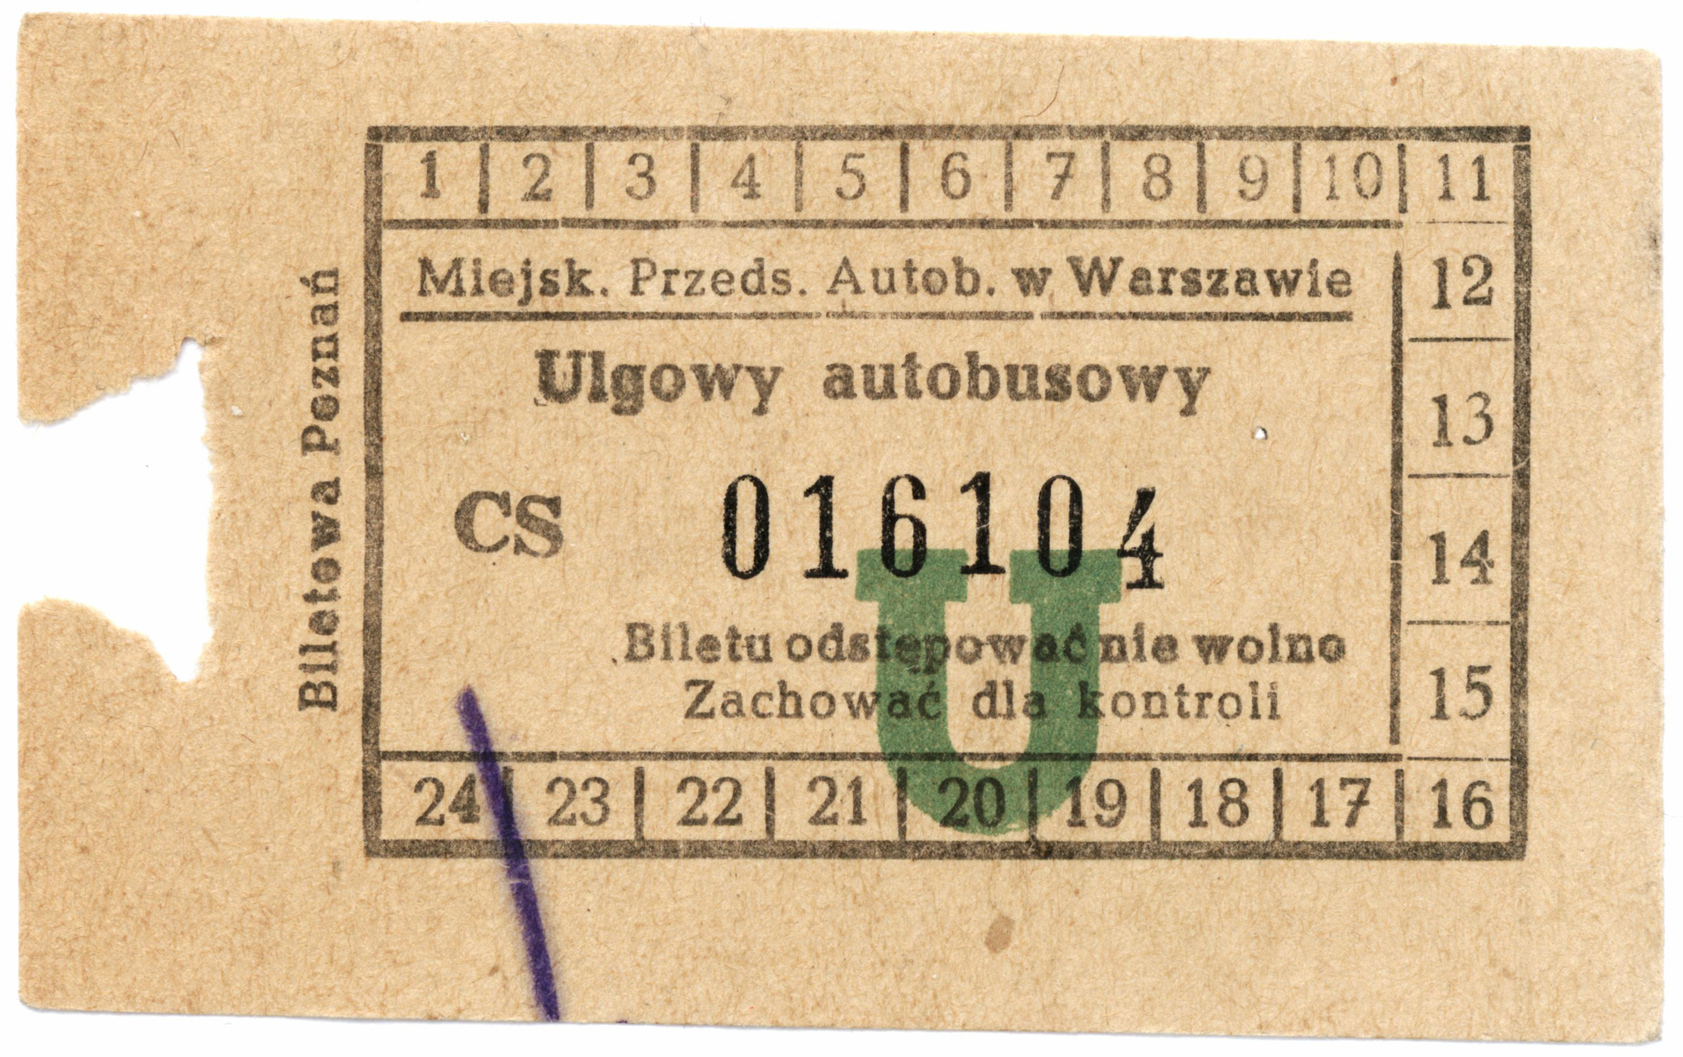 1 2 3 4 5 6 7 8 9 10 11
Miejsk. Przeds. Autob. w Warszawie
12
Ulgowy autobusowy
13
CS 016104
14
U
Biletu odstępować nie wolno
Zachować dla kontroli
15
24 23 22 21 20 19 18 17 16
Biletowa Poznań